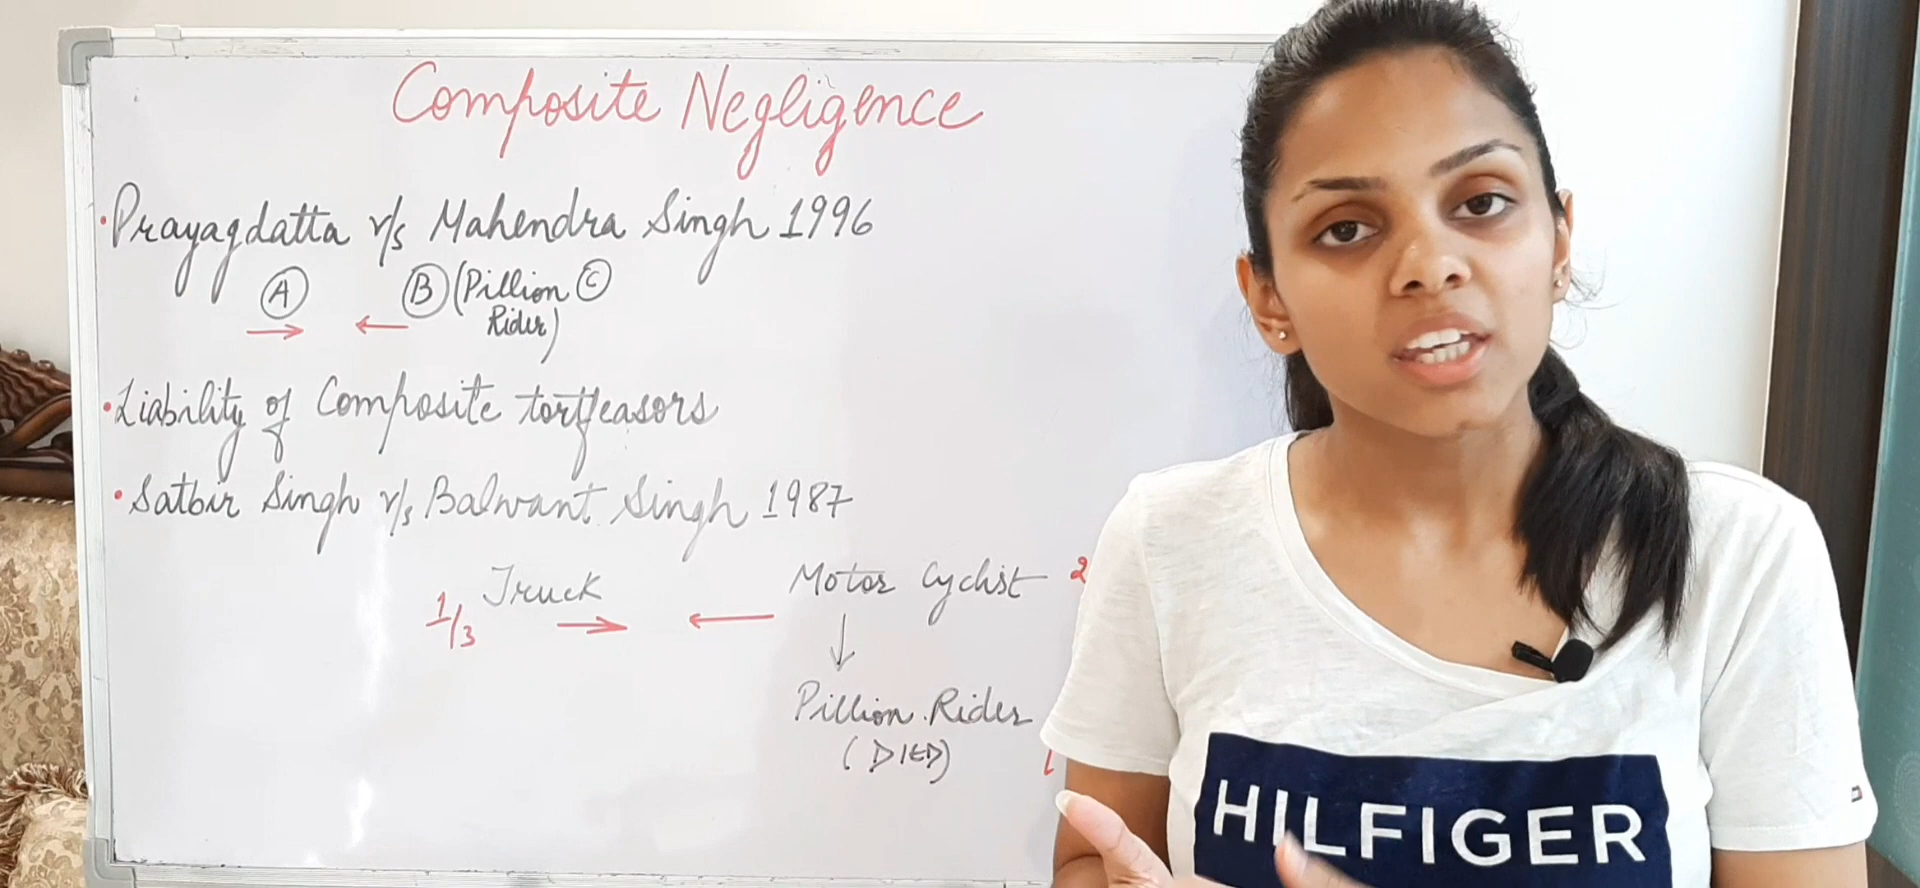 Composite Negligence
• Prayagdatta v/s Mahendra Singh 1996
A B (Pillion C
Rider)
• Liability of Composite tortfeasors
• Satbir Singh v/s Balwant Singh 1987
1/3 Truck Motor Cyclist 2
Pillion Rider
(DIED)
HILFIGER